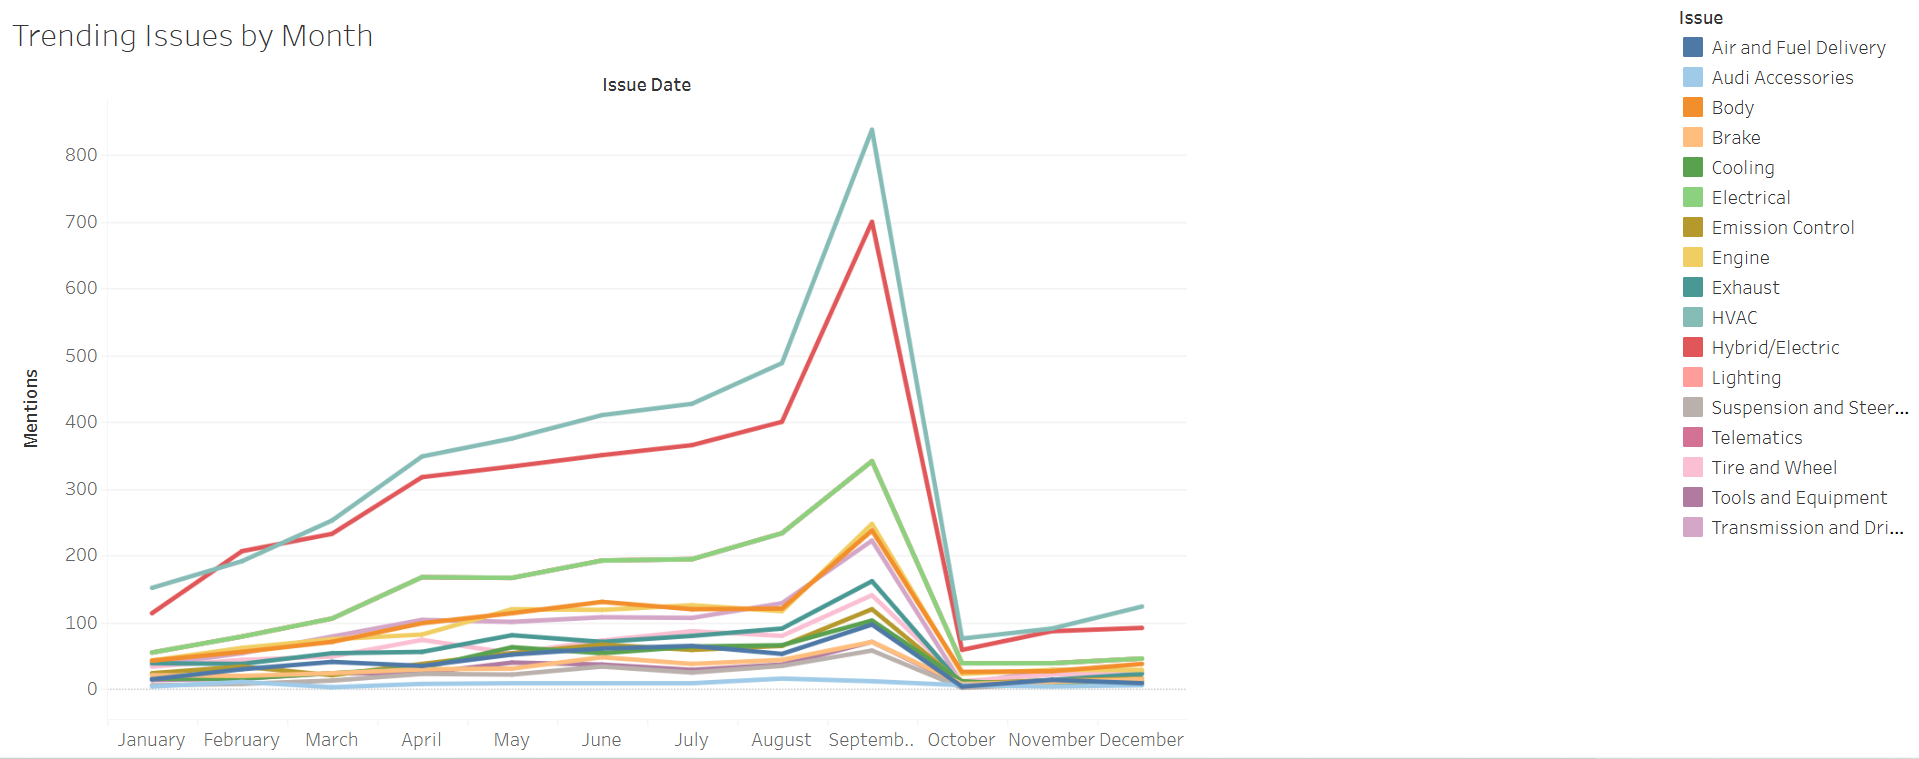 Trending Issues by Month
Issue Date
800
700
600
500
400
300
200
100
0
Mentions
January February March April May June July August Septemb.. October November December
Issue
Air and Fuel Delivery
Audi Accessories
Body
Brake
Cooling
Electrical
Emission Control
Engine
Exhaust
HVAC
Hybrid/Electric
Lighting
Suspension and Steer...
Telematics
Tire and Wheel
Tools and Equipment
Transmission and Dri...